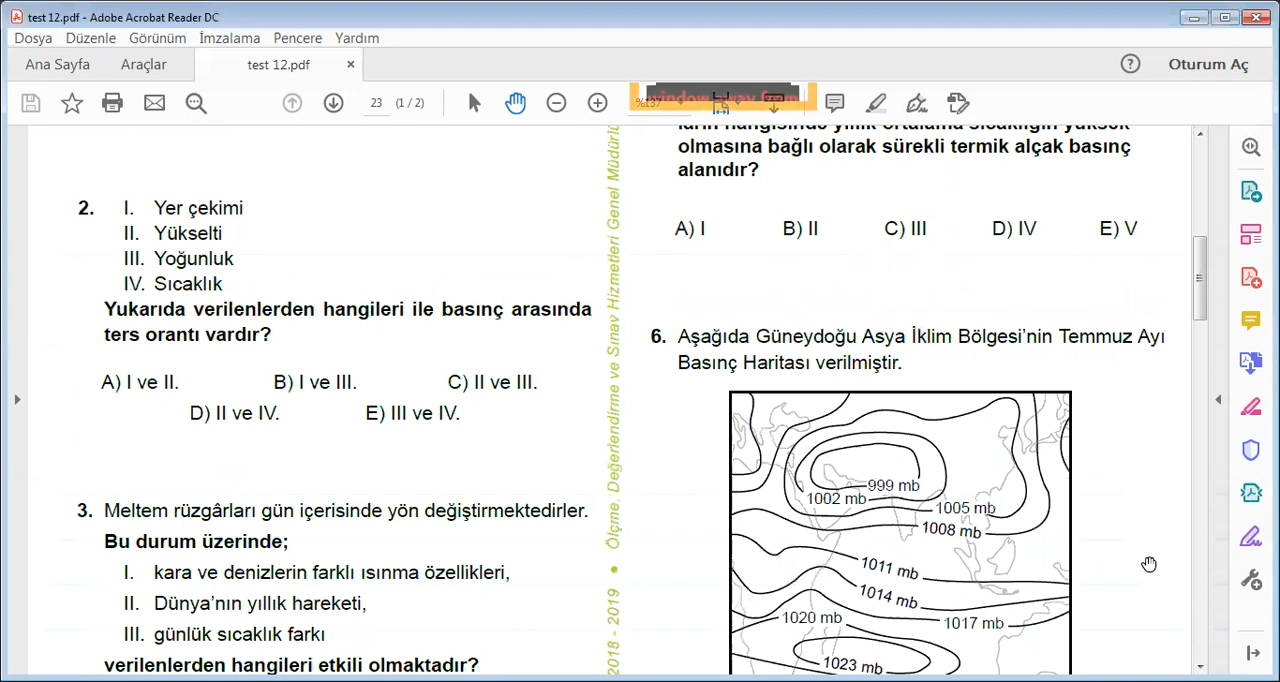 test 12.pdf - Adobe Acrobat Reader DC
Dosya Düzenle Görünüm İmzalama Pencere Yardım
Ana Sayfa Araçlar test 12.pdf × Oturum Aç
23 (1 / 2)
%137
2. I. Yer çekimi
II. Yükselti
III. Yoğunluk
IV. Sıcaklık
Yukarıda verilenlerden hangileri ile basınç arasında
ters orantı vardır?
A) I ve II. B) I ve III. C) II ve III.
D) II ve IV. E) III ve IV.
3. Meltem rüzgârları gün içerisinde yön değiştirmektedirler.
Bu durum üzerinde;
I. kara ve denizlerin farklı ısınma özellikleri,
II. Dünya’nın yıllık hareketi,
III. günlük sıcaklık farkı
verilenlerden hangileri etkili olmaktadır?
2018 - 2019 ● Ölçme, Değerlendirme ve Sınav Hizmetleri Genel Müdürlü
ların hangisinde yıllık ortalama sıcaklığın yüksek
olmasına bağlı olarak sürekli termik alçak basınç
alanıdır?
A) I B) II C) III D) IV E) V
6. Aşağıda Güneydoğu Asya İklim Bölgesi’nin Temmuz Ayı
Basınç Haritası verilmiştir.
999 mb
1002 mb
1005 mb
1008 mb
1011 mb
1014 mb
1020 mb
1017 mb
1023 mb